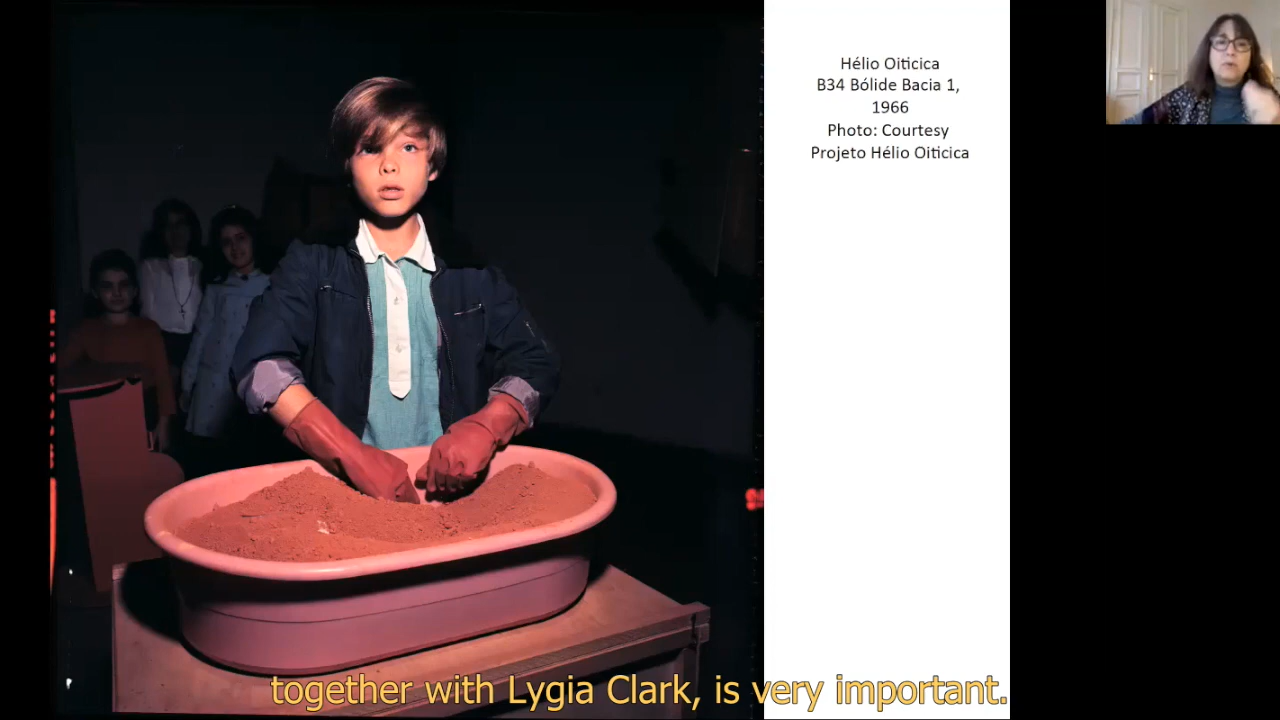 Hélio Oiticica
B34 Bólide Bacia 1,
1966
Photo: Courtesy
Projeto Hélio Oiticica
together with Lygia Clark, is very important.